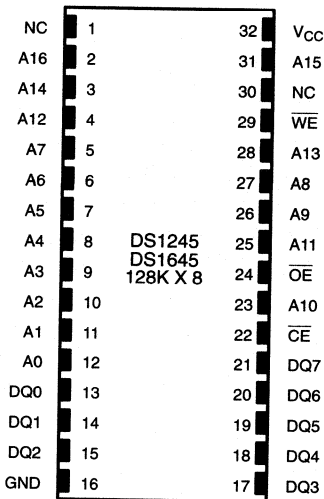 NC 1 32 VCC
A16 2 31 A15
A14 3 30 NC
A12 4 29 WE
A7 5 28 A13
A6 6 27 A8
A5 7 26 A9
A4 8 DS1245 25 A11
DS1645
A3 9 128K X 8 24 OE
A2 10 23 A10
A1 11 22 CE
A0 12 21 DQ7
DQ0 13 20 DQ6
DQ1 14 19 DQ5
DQ2 15 18 DQ4
GND 16 17 DQ3